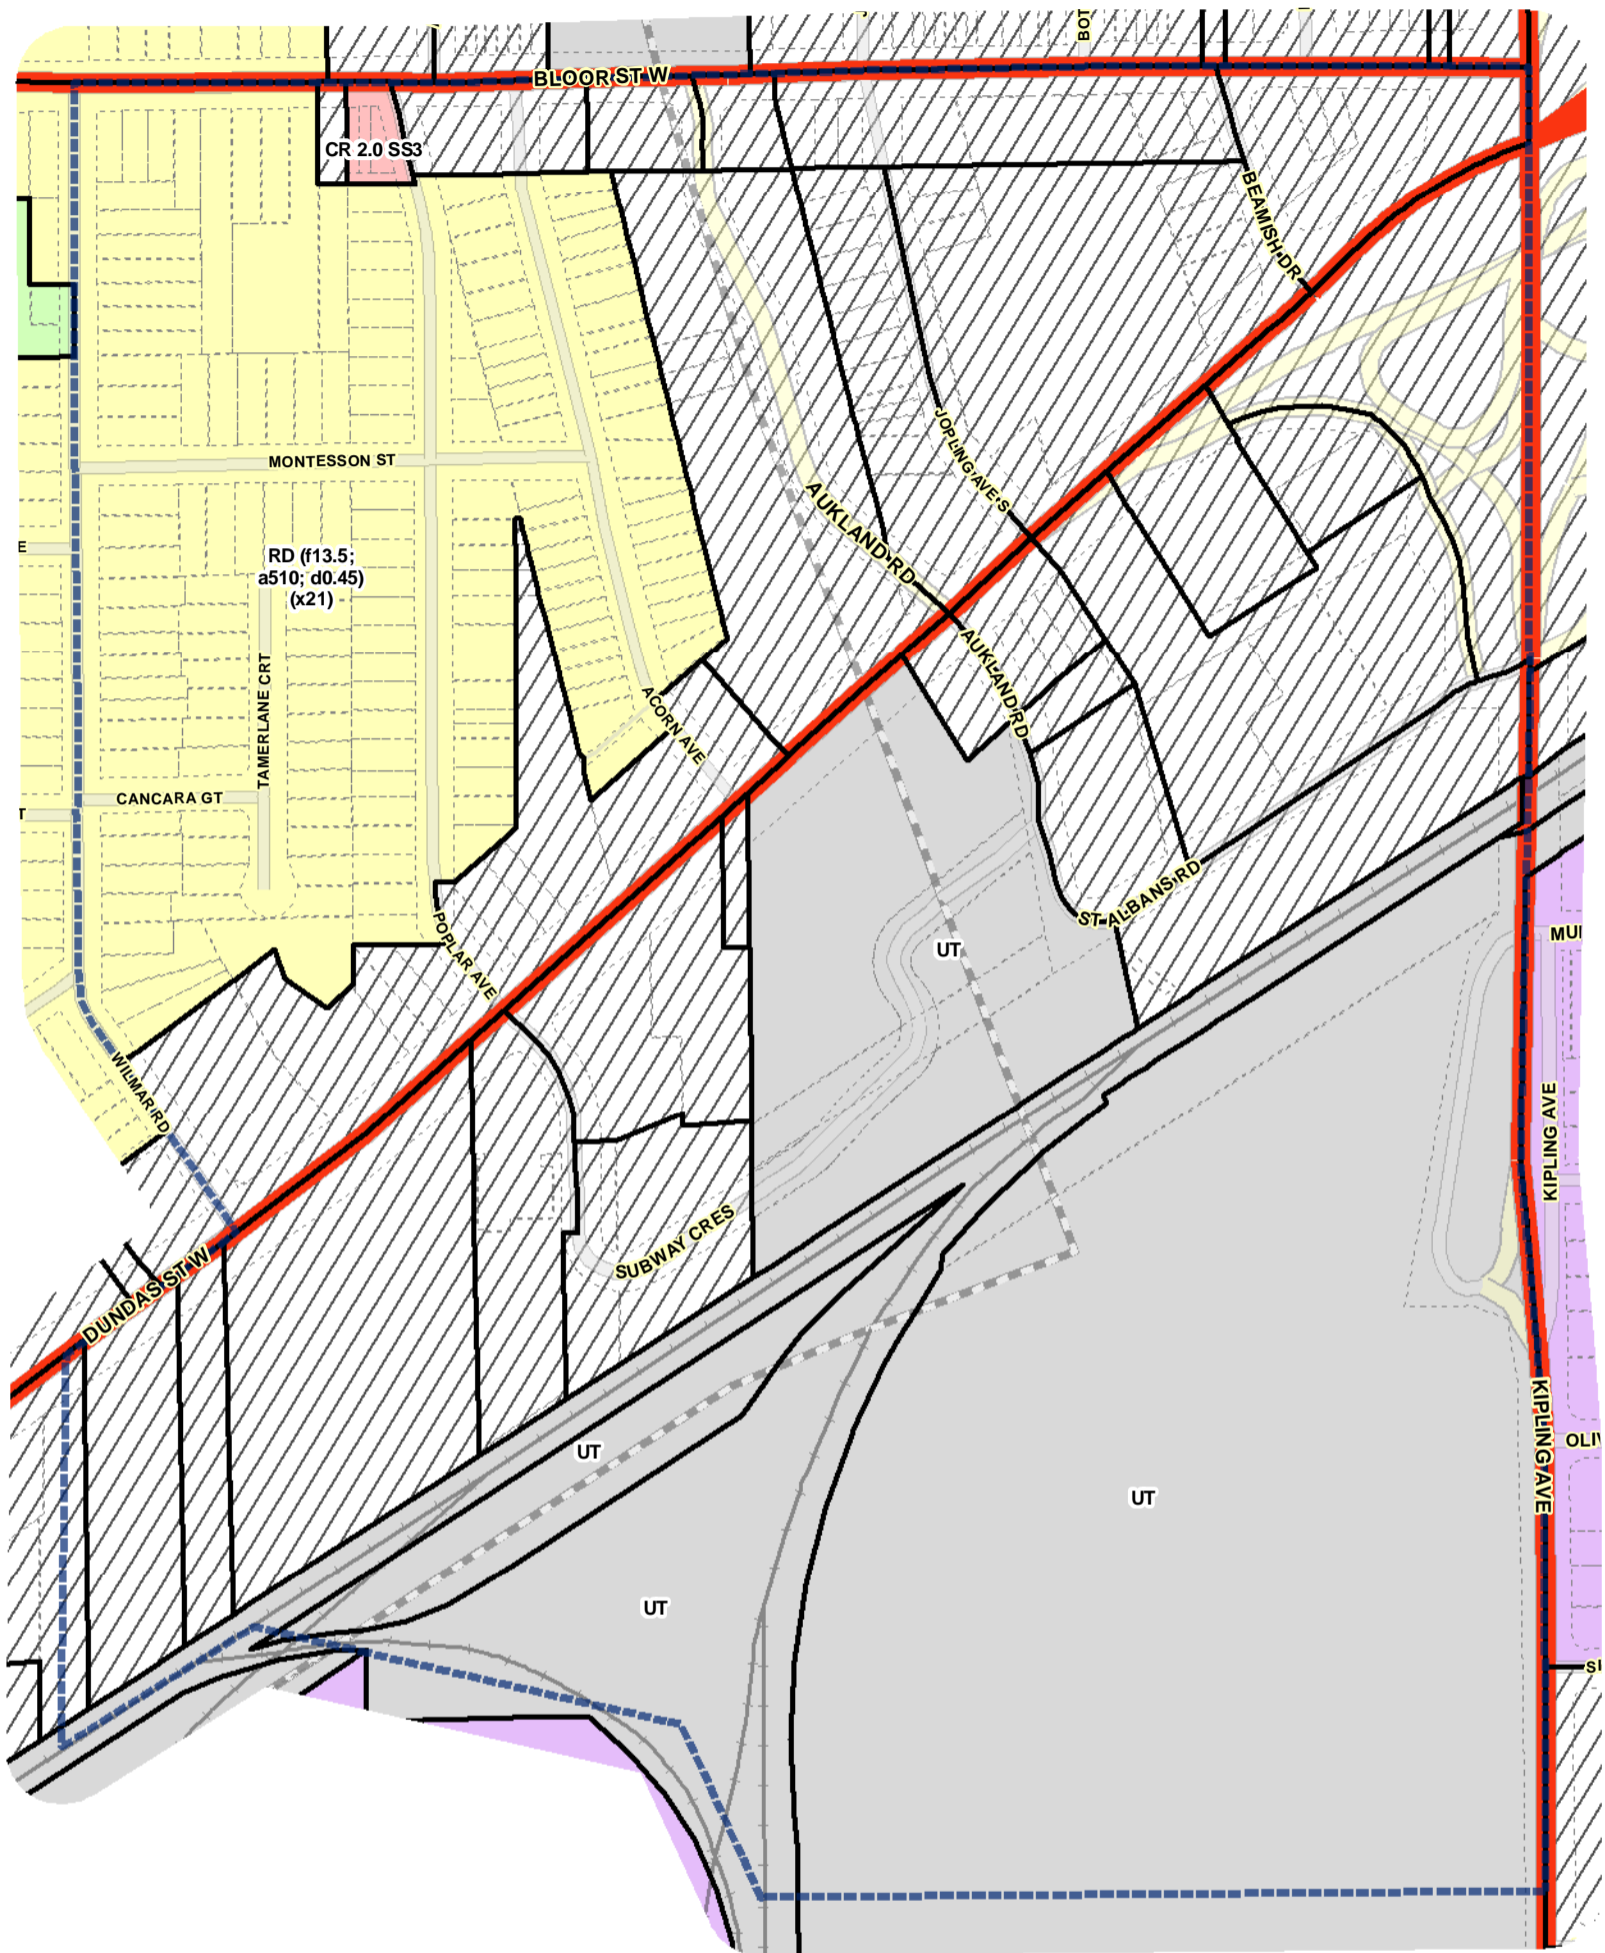 BOT
BLOOR ST W
CR 2.0 SS3
BEAMISH DR
MONTESSON ST
JOPLING AVE S
AUKLAND RD
E
RD (f13.5;
a510; d0.45)
(x21)
AUKLAND RD
TAMERLANE CRT
ACORN AVE
CANCARA GT
T
ST ALBANS RD
POPLAR AVE
UT
MUI
WILMAR RD
KIPLING AVE
SUBWAY CRES
DUNDAS ST W
KIPLING AVE
OLIV
UT
UT
UT